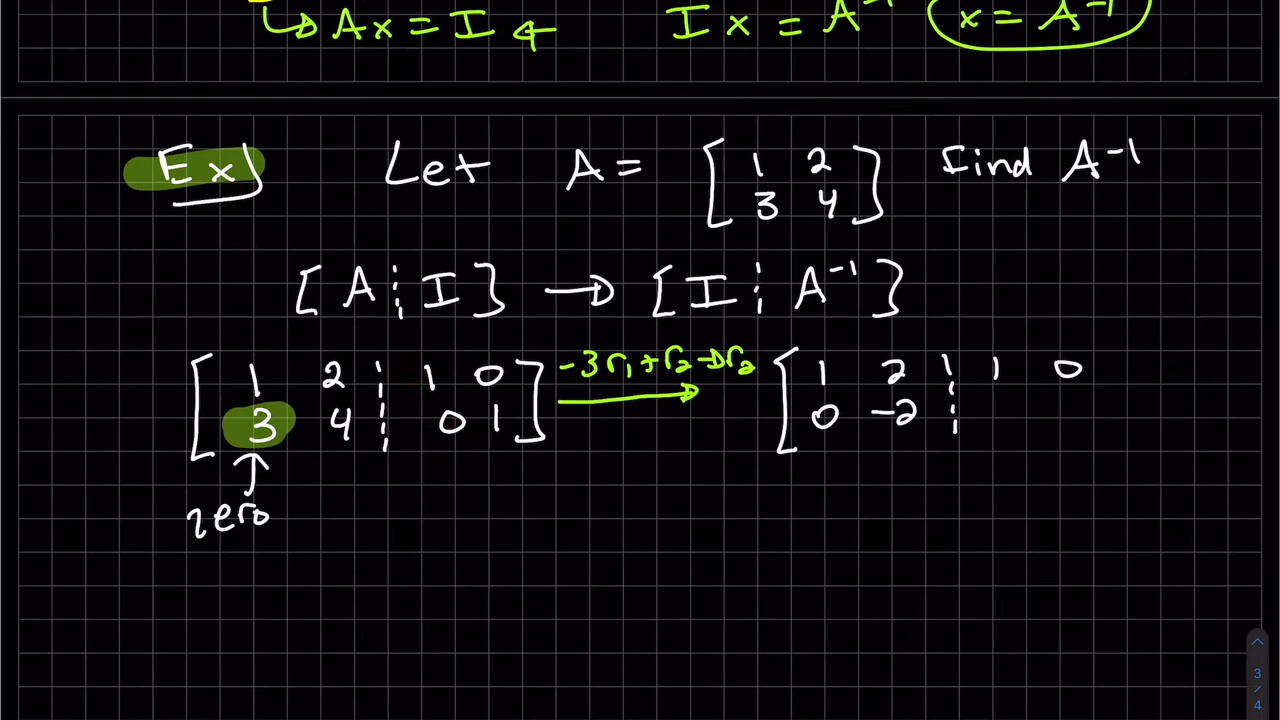 ↳ Ax = I ← Ix = A⁻¹ x = A⁻¹
Ex) Let A = [1 2 Find A⁻¹
3 4]
[A ¦ I] → [I ¦ A⁻¹]
[1 2 ¦ 1 0 -3r₁+r₂→r₂ [1 2 ¦ 1 0
3 4 ¦ 0 1] 0 -2 ¦
↑
zero
3
/
4